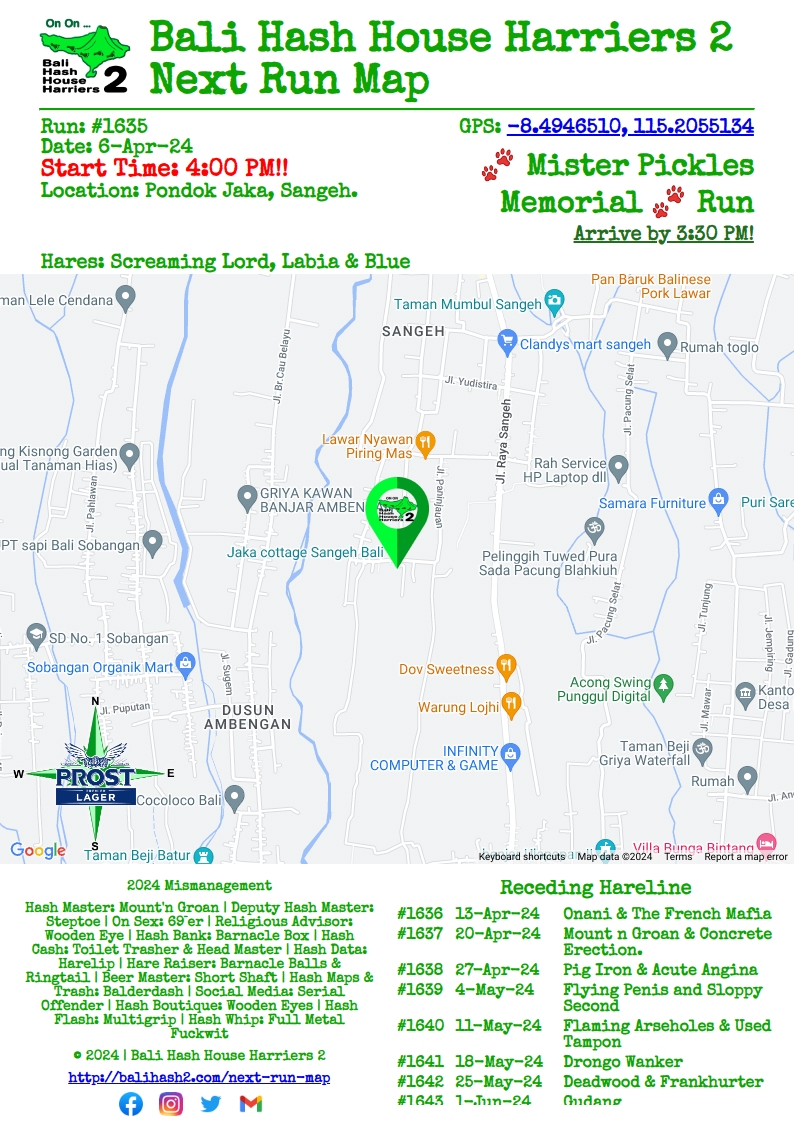 On On ...
Bali
Hash
House
Harriers 2
Bali Hash House Harriers 2
Next Run Map
Run: #1635
Date: 6-Apr-24
Start Time: 4:00 PM!!
Location: Pondok Jaka, Sangeh.
GPS: -8.4946510, 115.2055134
Mister Pickles
Memorial Run
Arrive by 3:30 PM!
Hares: Screaming Lord, Labia & Blue
man Lele Cendana
Taman Mumbul Sangeh
Pan Baruk Balinese
Pork Lawar
SANGEH
Clandys mart sangeh
Rumah toglo
Jl. Br.Cau Belayu
Jl. Yudistira
Jl. Pacung Selat
Jl. Raya Sangeh
Lawar Nyawan
Piring Mas
ng Kisnong Garden
ual Tanaman Hias)
Rah Service
HP Laptop dll
Jl. Pahlawan
GRIYA KAWAN
BANJAR AMBEN
On On
Bali
Hash
House
Harriers 2
Samara Furniture
Puri Sare
UPT sapi Bali Sobangan
Jaka cottage Sangeh Bali
Pelinggih Tuwed Pura
Sada Pacung Blahkiuh
Jl. Pacung Selat
Jl. Tunjung
Jl. Jempiring
SD No. 1 Sobangan
Sobangan Organik Mart
Jl. Sugem
Dov Sweetness
Acong Swing
Punggul Digital
Warung Lojhi
Jl. Mawar
Kanto
Desa
Jl. Puputan
DUSUN
AMBENGAN
INFINITY
COMPUTER & GAME
Taman Beji
Griya Waterfall
Rumah
N
W
E
S
PROST
LAGER
Cocoloco Bali
Google
Taman Beji Batur
Villa Bunga Bintang
Keyboard shortcuts
Map data ©2024
Terms
Report a map error
2024 Mismanagement
Hash Master: Mount'n Groan | Deputy Hash Master:
Steptoe | On Sex: 69'er | Religious Advisor:
Wooden Eye | Hash Bank: Barnacle Box | Hash
Cash: Toilet Trasher & Head Master | Hash Data:
Harelip | Hare Raiser: Barnacle Balls &
Ringtail | Beer Master: Short Shaft | Hash Maps &
Trash: Balderdash | Social Media: Serial
Offender | Hash Boutique: Wooden Eyes | Hash
Flash: Multigrip | Hash Whip: Full Metal
Fuckwit
© 2024 | Bali Hash House Harriers 2
http://balihash2.com/next-run-map
Receding Hareline
#1636 13-Apr-24 Onani & The French Mafia
#1637 20-Apr-24 Mount n Groan & Concrete
Erection.
#1638 27-Apr-24 Pig Iron & Acute Angina
#1639 4-May-24 Flying Penis and Sloppy
Second
#1640 11-May-24 Flaming Arseholes & Used
Tampon
#1641 18-May-24 Drongo Wanker
#1642 25-May-24 Deadwood & Frankhurter
#1643 1-Jun-24 Gudang